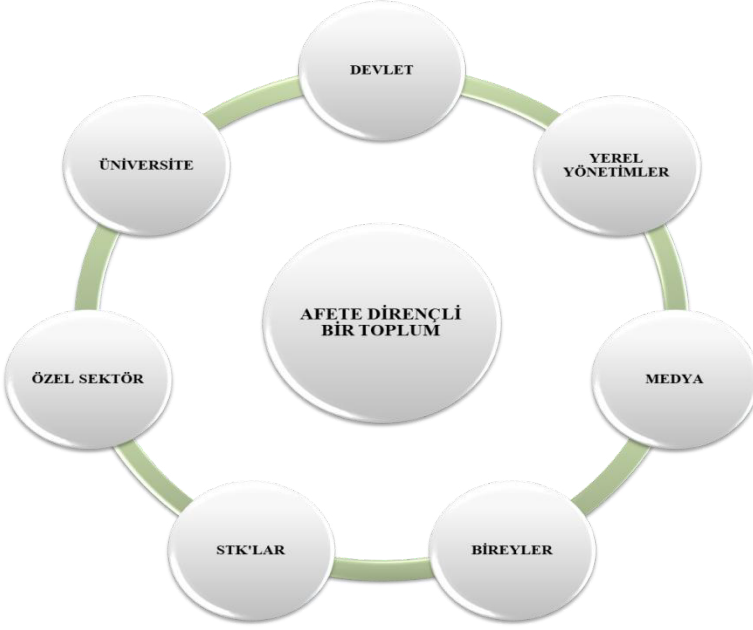 DEVLET
YEREL
YÖNETİMLER
MEDYA
BİREYLER
STK'LAR
ÖZEL SEKTÖR
ÜNİVERSİTE
AFETE DİRENÇLİ
BİR TOPLUM